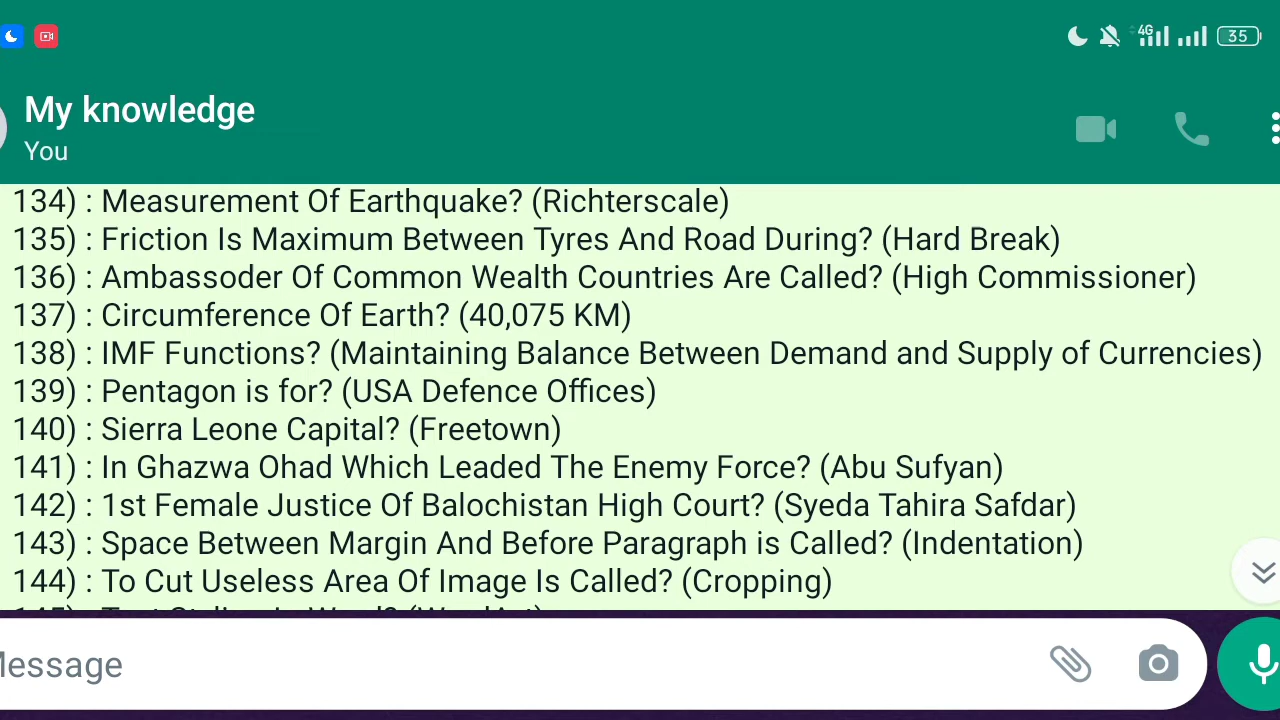 4G
35
My knowledge
You
134) : Measurement Of Earthquake? (Richterscale)
135) : Friction Is Maximum Between Tyres And Road During? (Hard Break)
136) : Ambassoder Of Common Wealth Countries Are Called? (High Commissioner)
137) : Circumference Of Earth? (40,075 KM)
138) : IMF Functions? (Maintaining Balance Between Demand and Supply of Currencies)
139) : Pentagon is for? (USA Defence Offices)
140) : Sierra Leone Capital? (Freetown)
141) : In Ghazwa Ohad Which Leaded The Enemy Force? (Abu Sufyan)
142) : 1st Female Justice Of Balochistan High Court? (Syeda Tahira Safdar)
143) : Space Between Margin And Before Paragraph is Called? (Indentation)
144) : To Cut Useless Area Of Image Is Called? (Cropping)
Message